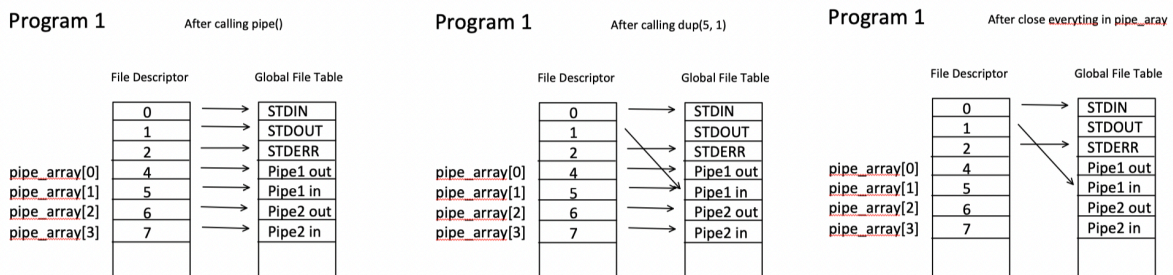 Program 1
After calling pipe()
File Descriptor
Global File Table
0
STDIN
1
STDOUT
2
STDERR
pipe_array[0]
4
Pipe1 out
pipe_array[1]
5
Pipe1 in
pipe_array[2]
6
Pipe2 out
pipe_array[3]
7
Pipe2 in
Program 1
After calling dup(5, 1)
File Descriptor
Global File Table
0
STDIN
1
STDOUT
2
STDERR
pipe_array[0]
4
Pipe1 out
pipe_array[1]
5
Pipe1 in
pipe_array[2]
6
Pipe2 out
pipe_array[3]
7
Pipe2 in
Program 1
After close everyting in pipe_aray
File Descriptor
Global File Table
0
STDIN
1
STDOUT
2
STDERR
pipe_array[0]
4
Pipe1 out
pipe_array[1]
5
Pipe1 in
pipe_array[2]
6
Pipe2 out
pipe_array[3]
7
Pipe2 in